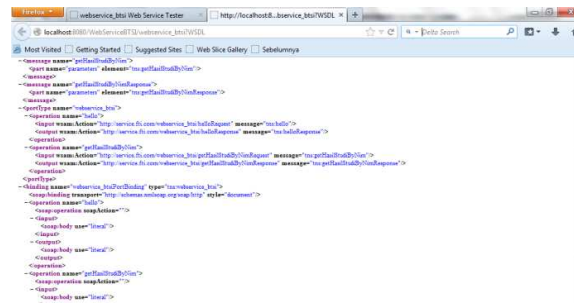 Firefox
webservice_btsi Web Service Tester
http://localhost:8...bservice_btsi?WSDL
localhost:8080/WebServiceBTSI/webservice_btsi?WSDL
Delta Search
Most Visited Getting Started Suggested Sites Web Slice Gallery Sebelumnya
-<message name="getHasilStudiByNim">
<part name="parameters" element="tns:getHasilStudiByNim"/>
</message>
-<message name="getHasilStudiByNimResponse">
<part name="parameters" element="tns:getHasilStudiByNimResponse"/>
</message>
-<portType name="webservice_btsi">
-<operation name="hello">
<input wsam:Action="http://service.fti.com/webservice_btsi/helloRequest" message="tns:hello"/>
<output wsam:Action="http://service.fti.com/webservice_btsi/helloResponse" message="tns:helloResponse"/>
</operation>
-<operation name="getHasilStudiByNim">
<input wsam:Action="http://service.fti.com/webservice_btsi/getHasilStudiByNimRequest" message="tns:getHasilStudiByNim"/>
<output wsam:Action="http://service.fti.com/webservice_btsi/getHasilStudiByNimResponse" message="tns:getHasilStudiByNimResponse"/>
</operation>
</portType>
-<binding name="webservice_btsiPortBinding" type="tns:webservice_btsi">
<soap:binding transport="http://schemas.xmlsoap.org/soap/http" style="document"/>
-<operation name="hello">
<soap:operation soapAction=""/>
-<input>
<soap:body use="literal"/>
</input>
-<output>
<soap:body use="literal"/>
</output>
</operation>
-<operation name="getHasilStudiByNim">
<soap:operation soapAction=""/>
-<input>
<soap:body use="literal"/>